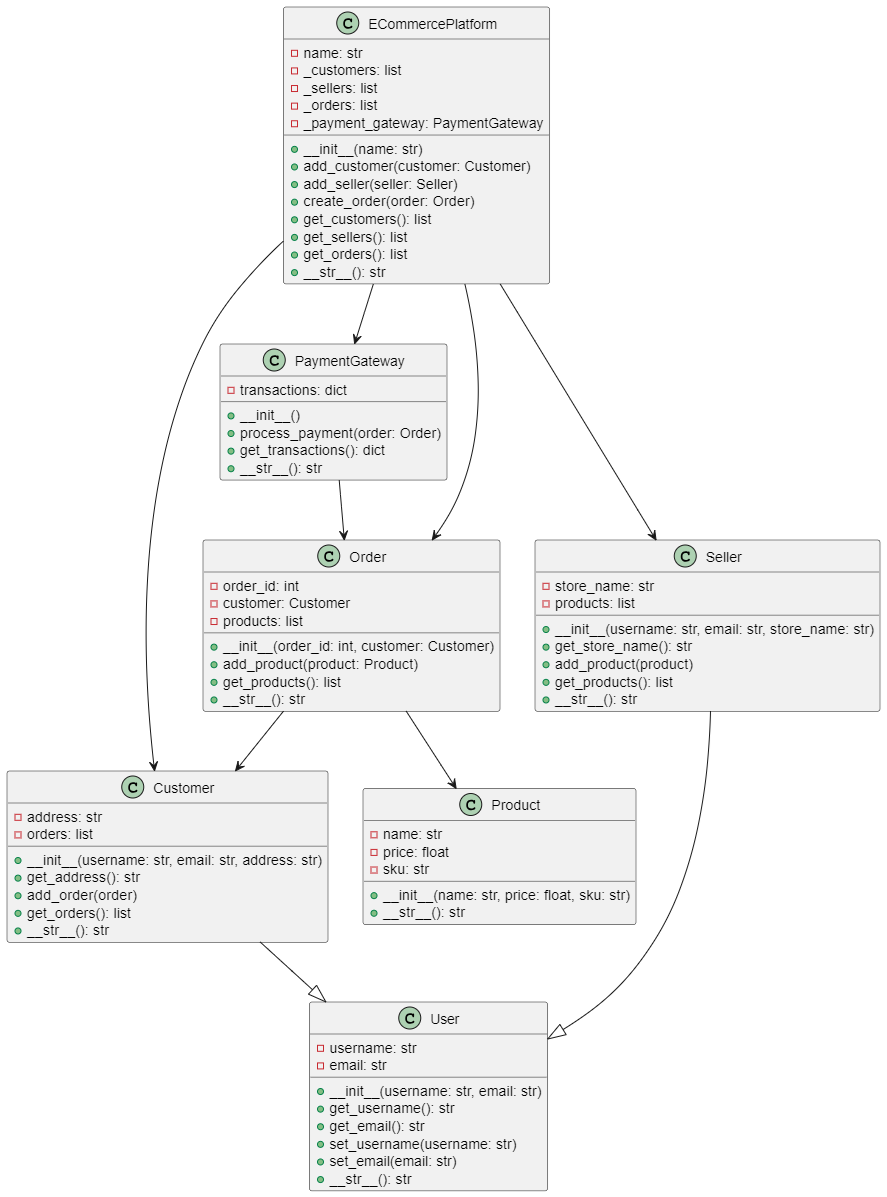 C ECommercePlatform
name: str
_customers: list
_sellers: list
_orders: list
_payment_gateway: PaymentGateway
__init__(name: str)
add_customer(customer: Customer)
add_seller(seller: Seller)
create_order(order: Order)
get_customers(): list
get_sellers(): list
get_orders(): list
__str__(): str
C PaymentGateway
transactions: dict
__init__()
process_payment(order: Order)
get_transactions(): dict
__str__(): str
C Order
order_id: int
customer: Customer
products: list
__init__(order_id: int, customer: Customer)
add_product(product: Product)
get_products(): list
__str__(): str
C Seller
store_name: str
products: list
__init__(username: str, email: str, store_name: str)
get_store_name(): str
add_product(product)
get_products(): list
__str__(): str
C Customer
address: str
orders: list
__init__(username: str, email: str, address: str)
get_address(): str
add_order(order)
get_orders(): list
__str__(): str
C Product
name: str
price: float
sku: str
__init__(name: str, price: float, sku: str)
__str__(): str
C User
username: str
email: str
__init__(username: str, email: str)
get_username(): str
get_email(): str
set_username(username: str)
set_email(email: str)
__str__(): str